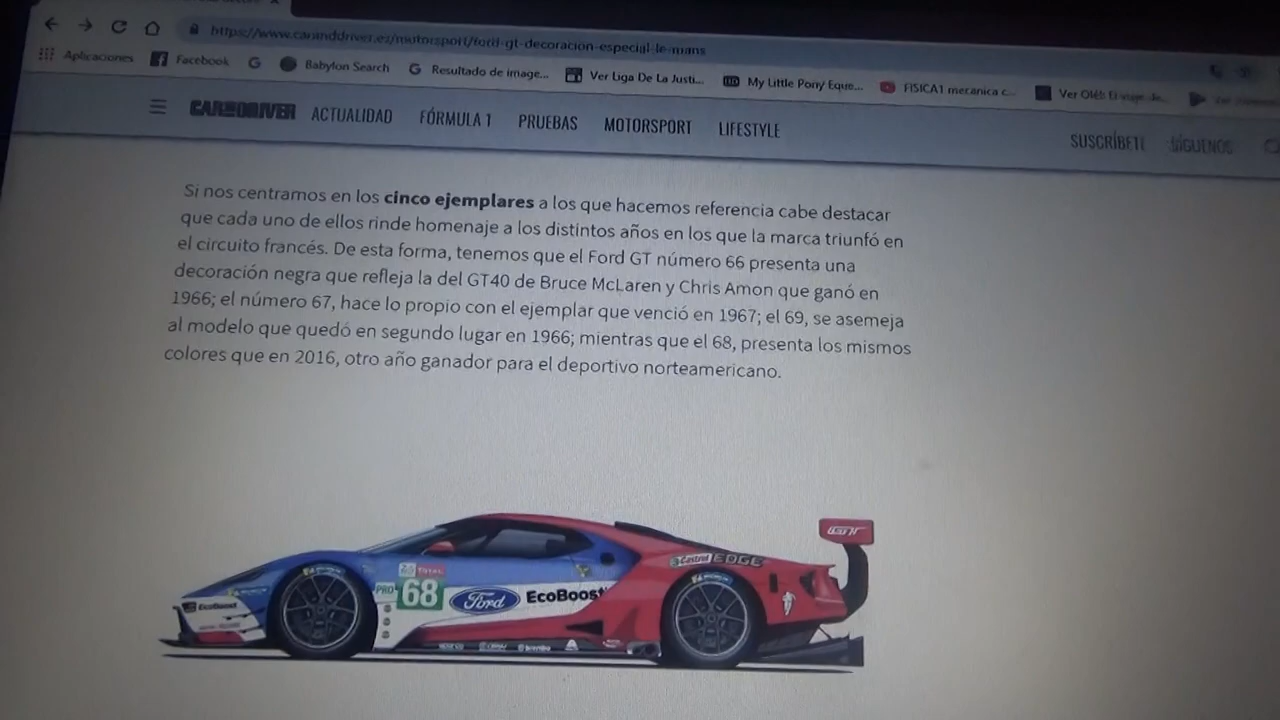 https://www.caranddriver.es/motorsport/ford-gt-decoracion-especial-le-mans
Aplicaciones Facebook Babylon Search Resultado de image... Ver Liga De La Justi... My Little Pony Eque... FISICA1 mecanica c...
CAR AND DRIVER ACTUALIDAD FÓRMULA 1 PRUEBAS MOTORSPORT LIFESTYLE SUSCRÍBETE SÍGUENOS
Si nos centramos en los cinco ejemplares a los que hacemos referencia cabe destacar
que cada uno de ellos rinde homenaje a los distintos años en los que la marca triunfó en
el circuito francés. De esta forma, tenemos que el Ford GT número 66 presenta una
decoración negra que refleja la del GT40 de Bruce McLaren y Chris Amon que ganó en
1966; el número 67, hace lo propio con el ejemplar que venció en 1967; el 69, se asemeja
al modelo que quedó en segundo lugar en 1966; mientras que el 68, presenta los mismos
colores que en 2016, otro año ganador para el deportivo norteamericano.
Castrol EDGE
TOTAL
PRO 68 Ford EcoBoost
EcoBoost
brembo